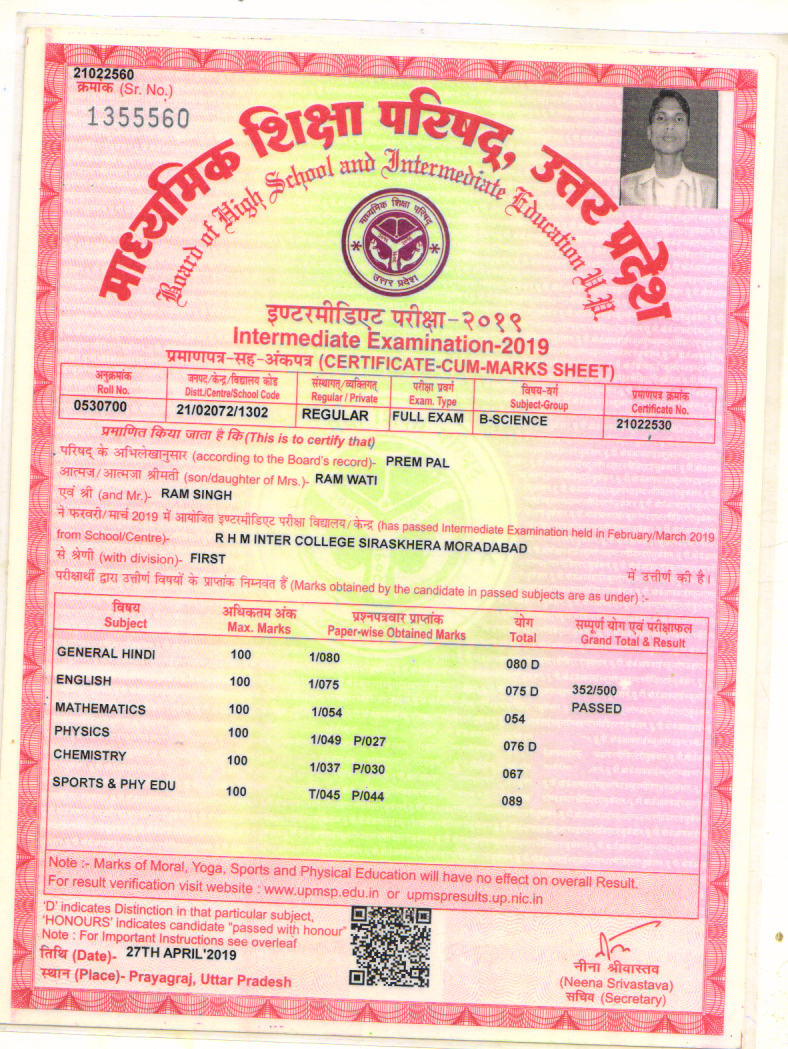 21022560
क्रमांक (Sr. No.)
1355560
माध्यमिक शिक्षा परिषद्, उत्तर प्रदेश
Board of High School and Intermediate Education U.P.
माध्यमिक शिक्षा परिषद्
उत्तर प्रदेश
इण्टरमीडिएट परीक्षा-२०१९
Intermediate Examination-2019
प्रमाणपत्र-सह-अंकपत्र (CERTIFICATE-CUM-MARKS SHEET)
अनुक्रमांक जनपद/केन्द्र/विद्यालय कोड संस्थागत्/व्यक्तिगत् परीक्षा प्रवर्ग विषय-वर्ग प्रमाणपत्र क्रमांक
Roll No. Distt./Centre/School Code Regular / Private Exam. Type Subject-Group Certificate No.
0530700 21/02072/1302 REGULAR FULL EXAM B-SCIENCE 21022530
प्रमाणित किया जाता है कि (This is to certify that)
परिषद् के अभिलेखानुसार (according to the Board's record)- PREM PAL
आत्मज/आत्मजा श्रीमती (son/daughter of Mrs.)- RAM WATI
एवं श्री (and Mr.)- RAM SINGH
ने फरवरी/मार्च 2019 में आयोजित इण्टरमीडिएट परीक्षा विद्यालय/केन्द्र (has passed Intermediate Examination held in February/March 2019
from School/Centre)- R H M INTER COLLEGE SIRASKHERA MORADABAD
से श्रेणी (with division)- FIRST में उत्तीर्ण की है।
परीक्षार्थी द्वारा उत्तीर्ण विषयों के प्राप्तांक निम्नवत हैं (Marks obtained by the candidate in passed subjects are as under) :-
विषय अधिकतम अंक प्रश्नपत्रवार प्राप्तांक योग सम्पूर्ण योग एवं परीक्षाफल
Subject Max. Marks Paper-wise Obtained Marks Total Grand Total & Result
GENERAL HINDI 100 1/080 080 D
ENGLISH 100 1/075 075 D 352/500
MATHEMATICS 100 1/054 054 PASSED
PHYSICS 100 1/049 P/027 076 D
CHEMISTRY 100 1/037 P/030 067
SPORTS & PHY EDU 100 T/045 P/044 089
Note :- Marks of Moral, Yoga, Sports and Physical Education will have no effect on overall Result.
For result verification visit website : www.upmsp.edu.in or upmspresults.up.nic.in
'D' indicates Distinction in that particular subject,
'HONOURS' indicates candidate "passed with honour"
Note : For Important Instructions see overleaf
तिथि (Date)- 27TH APRIL'2019
स्थान (Place)- Prayagraj, Uttar Pradesh
नीना श्रीवास्तव
(Neena Srivastava)
सचिव (Secretary)